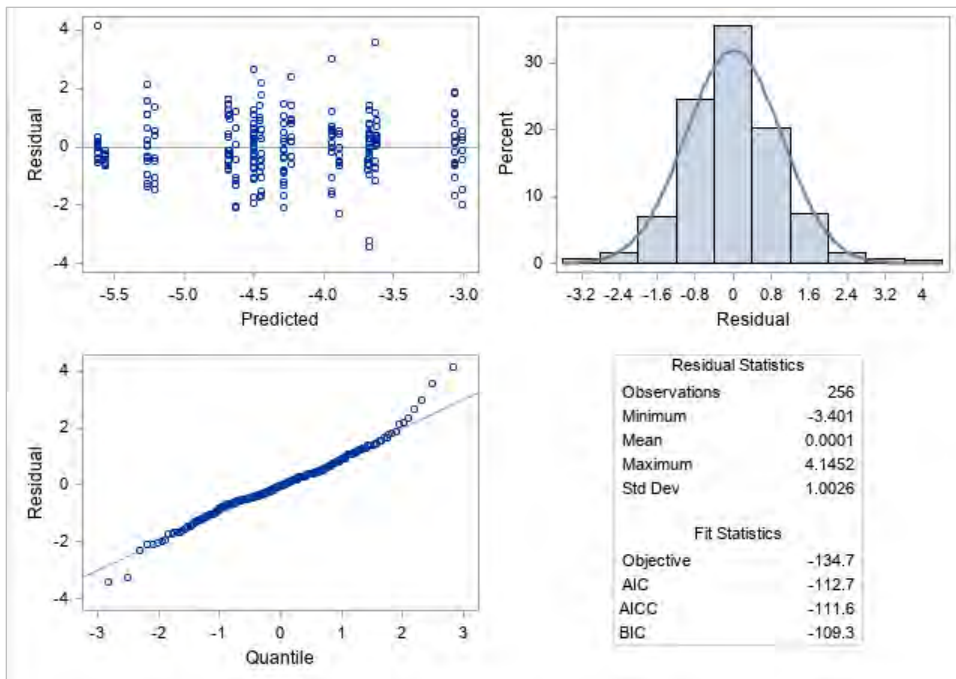 4
2
0
-2
-4
Residual
-5.5 -5.0 -4.5 -4.0 -3.5 -3.0
Predicted
30
20
10
0
Percent
-3.2 -2.4 -1.6 -0.8 0 0.8 1.6 2.4 3.2 4
Residual
4
2
0
-2
-4
Residual
-3 -2 -1 0 1 2 3
Quantile
Residual Statistics
Observations 256
Minimum -3.401
Mean 0.0001
Maximum 4.1452
Std Dev 1.0026
Fit Statistics
Objective -134.7
AIC -112.7
AICC -111.6
BIC -109.3